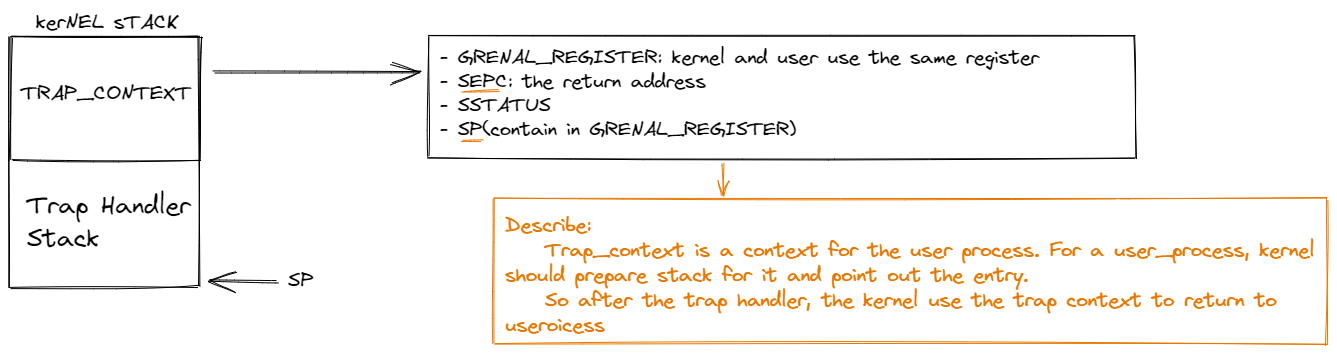 kerNEL sTACK
TRAP_CONTEXT
Trap Handler
Stack
SP
- GRENAL_REGISTER: kernel and user use the same register
- SEPC: the return address
- SSTATUS
- SP(contain in GRENAL_REGISTER)
Describe:
Trap_context is a context for the user process. For a user_process, kernel
should prepare stack for it and point out the entry.
So after the trap handler, the kernel use the trap context to return to
useroicess